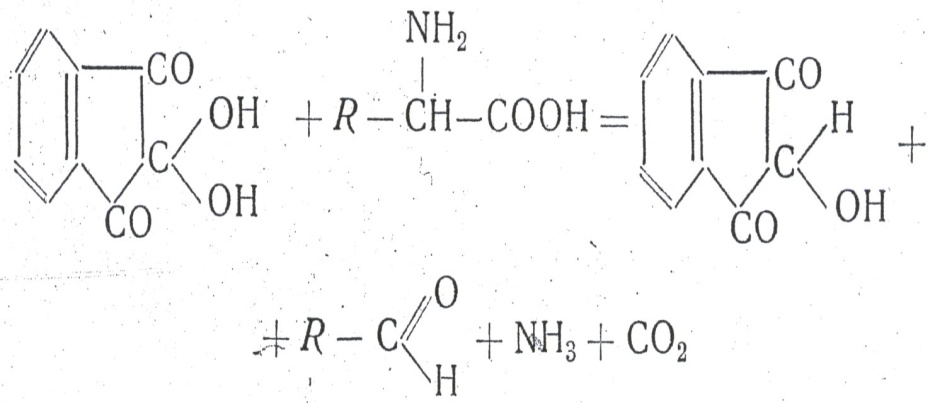 NH₂
CO CO
OH + R – CH – COOH = H +
C C
OH OH
CO CO
+ R – C O H + NH₃ + CO₂